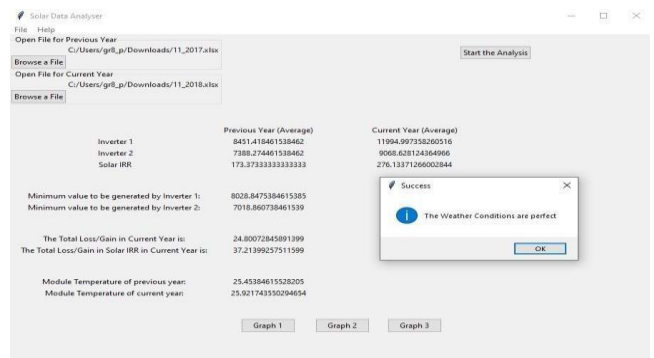 Solar Data Analyser
File Help
Open File for Previous Year
C:/Users/gr8_p/Downloads/11_2017.xlsx
Browse a File
Start the Analysis
Open File for Current Year
C:/Users/gr8_p/Downloads/11_2018.xlsx
Browse a File
Previous Year (Average) Current Year (Average)
Inverter 1 8451.418461538462 11994.997358260516
Inverter 2 7388.274461538462 9068.628124364966
Solar IRR 173.37333333333333 276.13371266002844
Success
Minimum value to be generated by Inverter 1: 8028.8475384615385
Minimum value to be generated by Inverter 2: 7018.860738461539
The Weather Conditions are perfect
The Total Loss/Gain in Current Year is: 24.80072845891399
The Total Loss/Gain in Solar IRR in Current Year is: 37.21399257511599
OK
Module Temperature of previous year: 25.45384615528205
Module Temperature of current year: 25.921743550294654
Graph 1 Graph 2 Graph 3